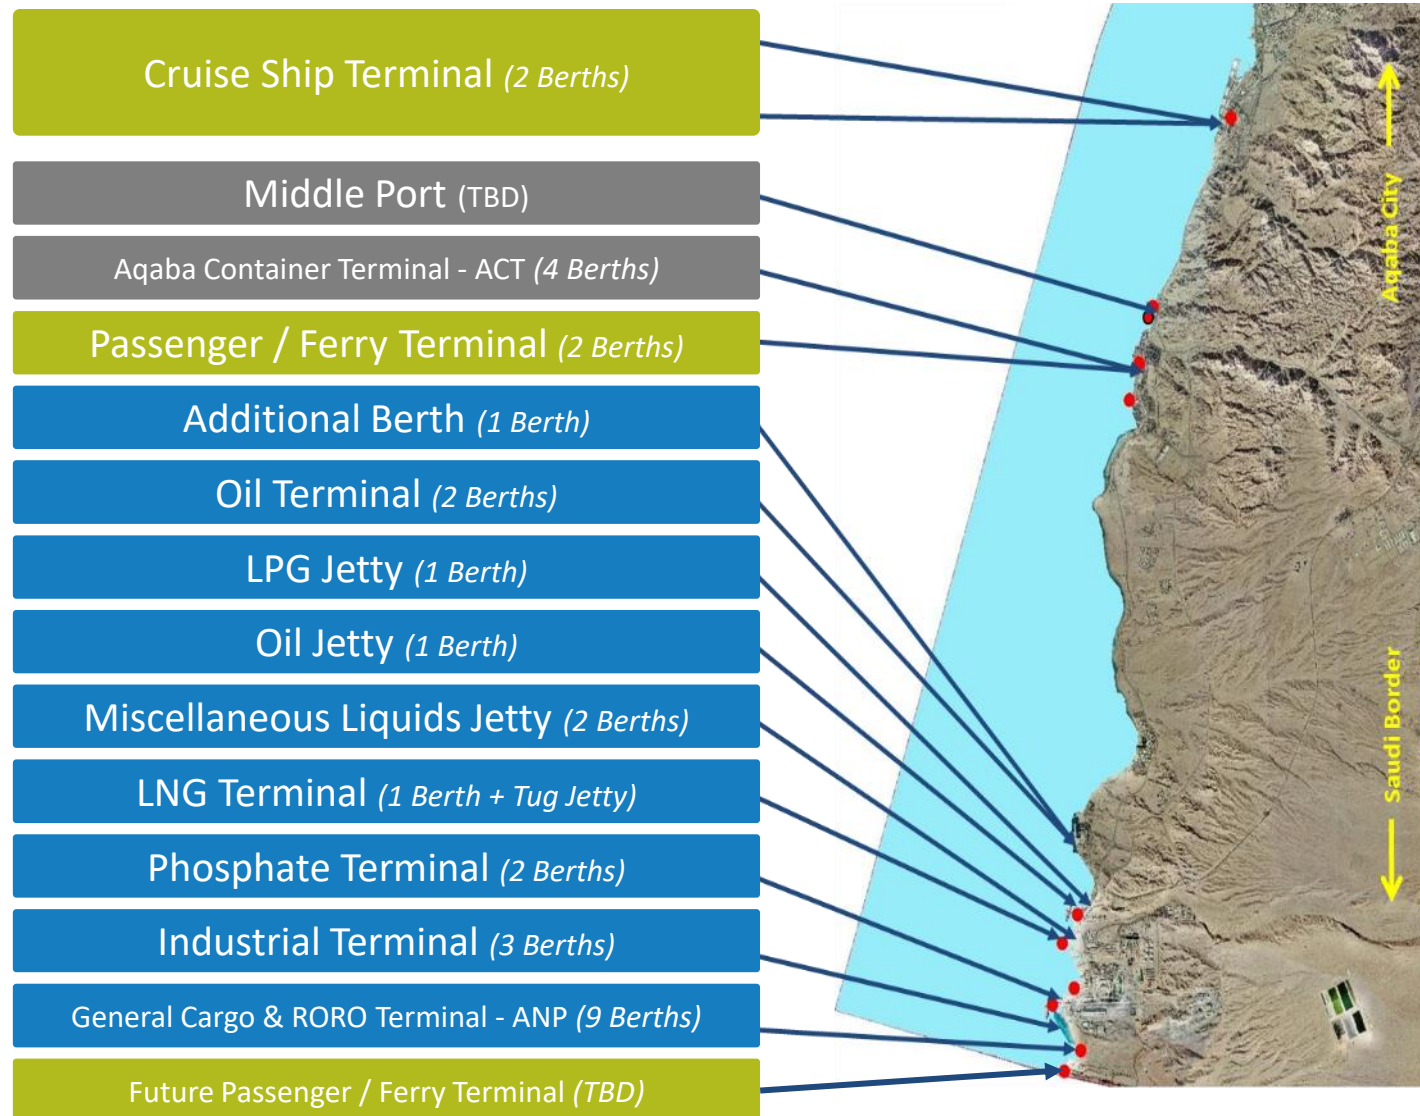 Cruise Ship Terminal (2 Berths)
Middle Port (TBD)
Aqaba Container Terminal - ACT (4 Berths)
Passenger / Ferry Terminal (2 Berths)
Additional Berth (1 Berth)
Oil Terminal (2 Berths)
LPG Jetty (1 Berth)
Oil Jetty (1 Berth)
Miscellaneous Liquids Jetty (2 Berths)
LNG Terminal (1 Berth + Tug Jetty)
Phosphate Terminal (2 Berths)
Industrial Terminal (3 Berths)
General Cargo & RORO Terminal - ANP (9 Berths)
Future Passenger / Ferry Terminal (TBD)
Aqaba City
Saudi Border